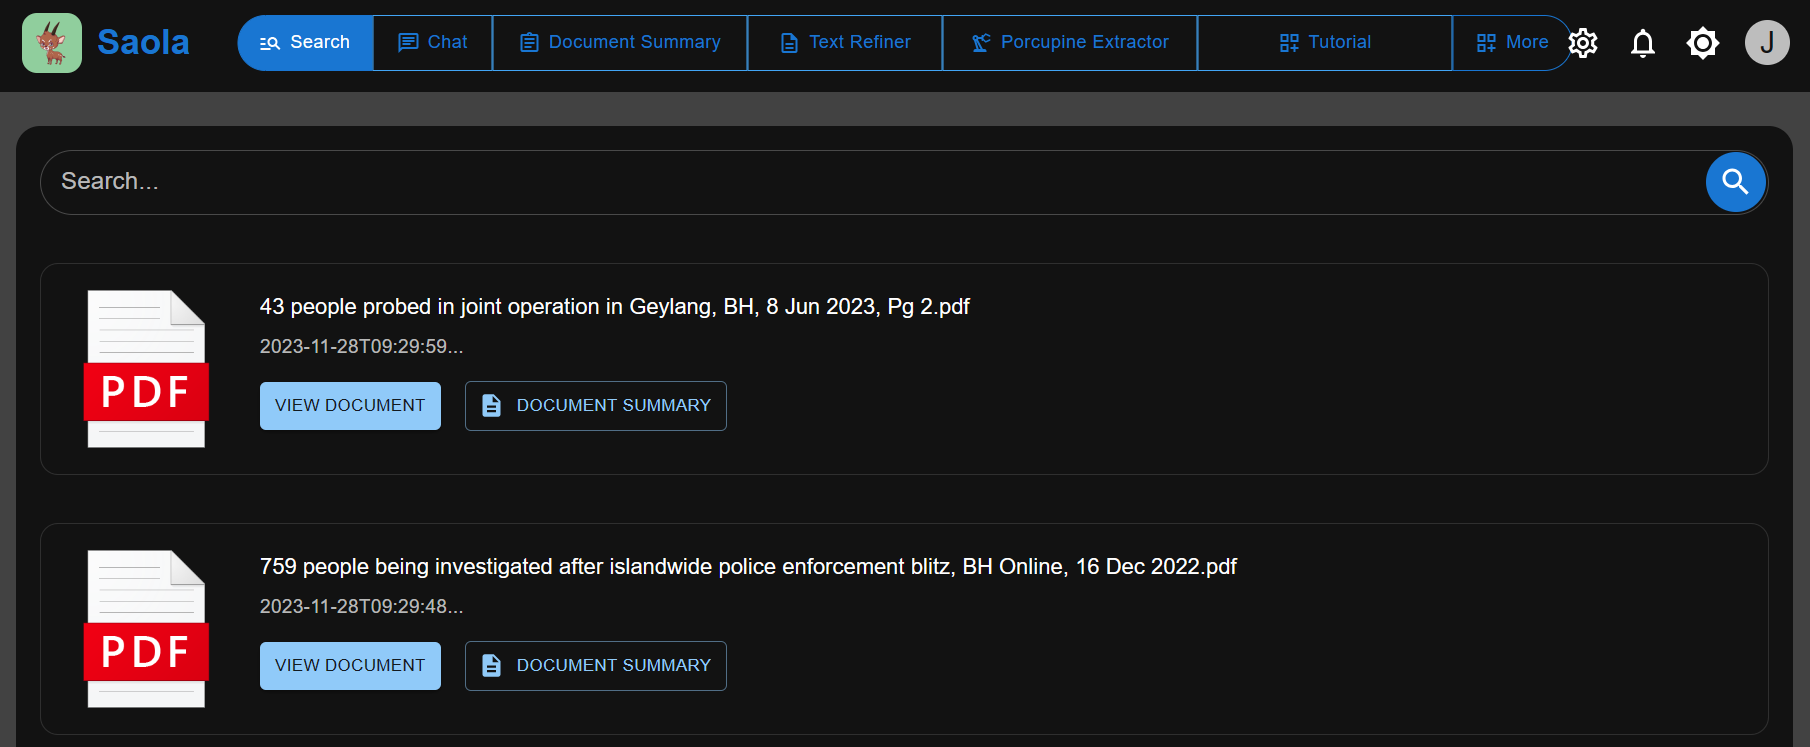 Saola
Search
Chat
Document Summary
Text Refiner
Porcupine Extractor
Tutorial
More
J
Search...
PDF
43 people probed in joint operation in Geylang, BH, 8 Jun 2023, Pg 2.pdf
2023-11-28T09:29:59...
VIEW DOCUMENT
DOCUMENT SUMMARY
PDF
759 people being investigated after islandwide police enforcement blitz, BH Online, 16 Dec 2022.pdf
2023-11-28T09:29:48...
VIEW DOCUMENT
DOCUMENT SUMMARY